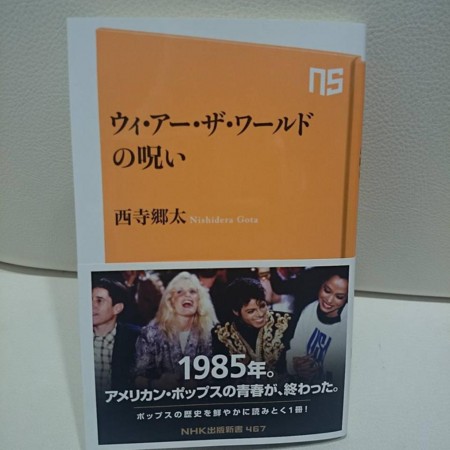 NS
ウィ・アー・ザ・ワールド
の呪い
西寺郷太 Nishidera Gota
USA
1985年。
アメリカン・ポップスの青春が、終わった。
ポップスの歴史を鮮やかに読みとく1冊!
NHK出版新書 467